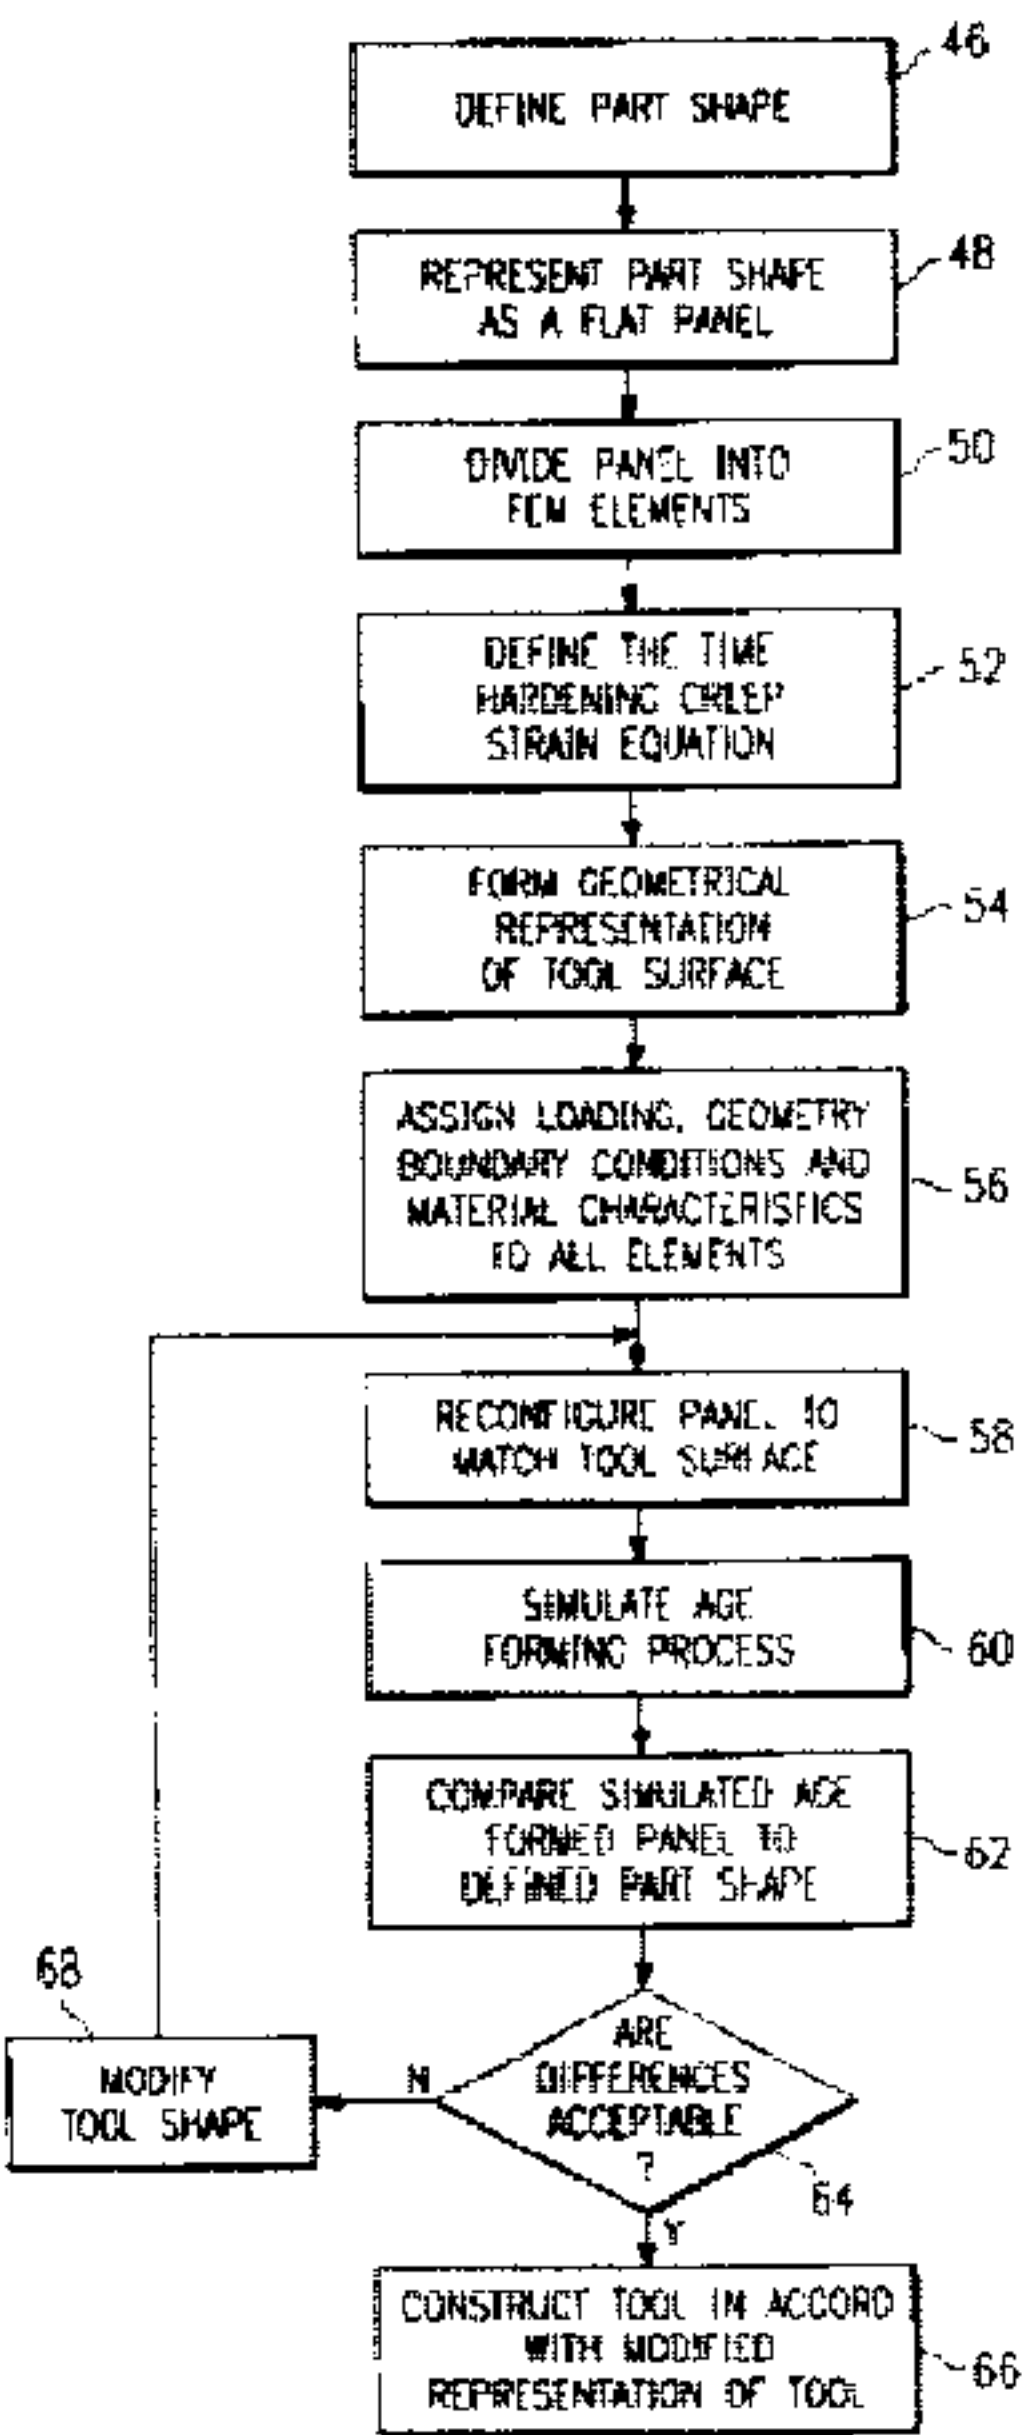 46
DEFINE PART SHAPE
48
REPRESENT PART SHAPE
AS A FLAT PANEL
50
DIVIDE PANEL INTO
FEM ELEMENTS
52
DEFINE THE TIME
HARDENING CREEP
STRAIN EQUATION
54
FORM GEOMETRICAL
REPRESENTATION
OF TOOL SURFACE
56
ASSIGN LOADING, GEOMETRY
BOUNDARY CONDITIONS AND
MATERIAL CHARACTERISTICS
TO ALL ELEMENTS
58
RECONFIGURE PANEL TO
MATCH TOOL SURFACE
60
SIMULATE AGE
FORMING PROCESS
62
COMPARE SIMULATED AGE
FORMED PANEL TO
DEFINED PART SHAPE
68
MODIFY
TOOL SHAPE
N
ARE
DIFFERENCES
ACCEPTABLE
?
64
Y
CONSTRUCT TOOL IN ACCORD
WITH MODIFIED
REPRESENTATION OF TOOL
66